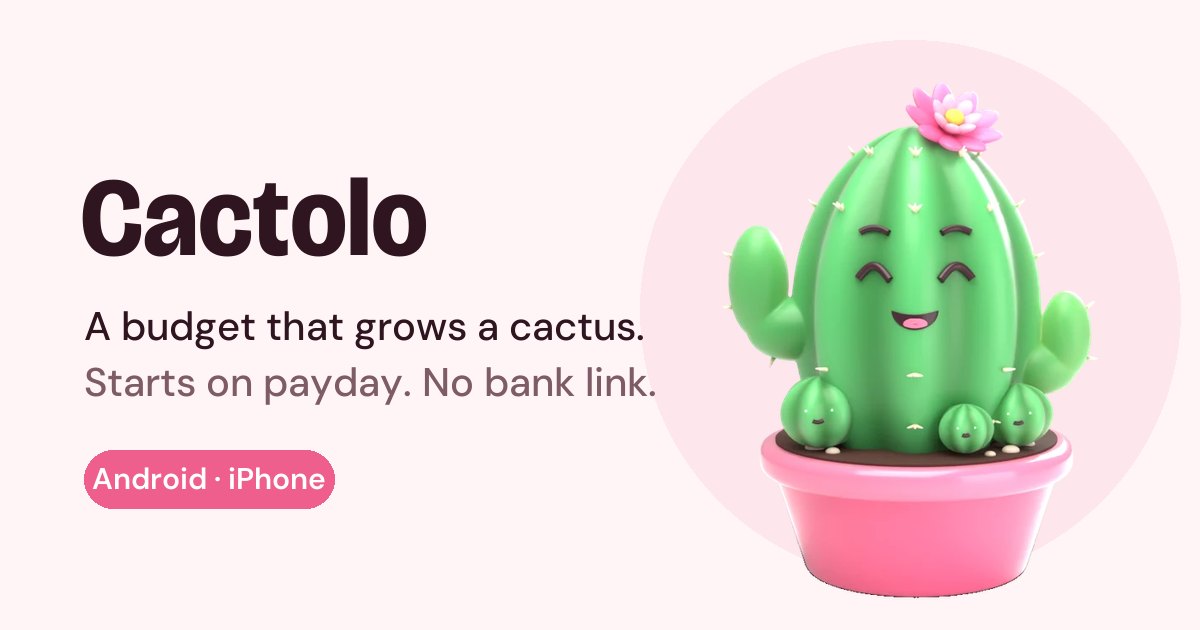 Cactolo
A budget that grows a cactus.
Starts on payday. No bank link.
Android · iPhone